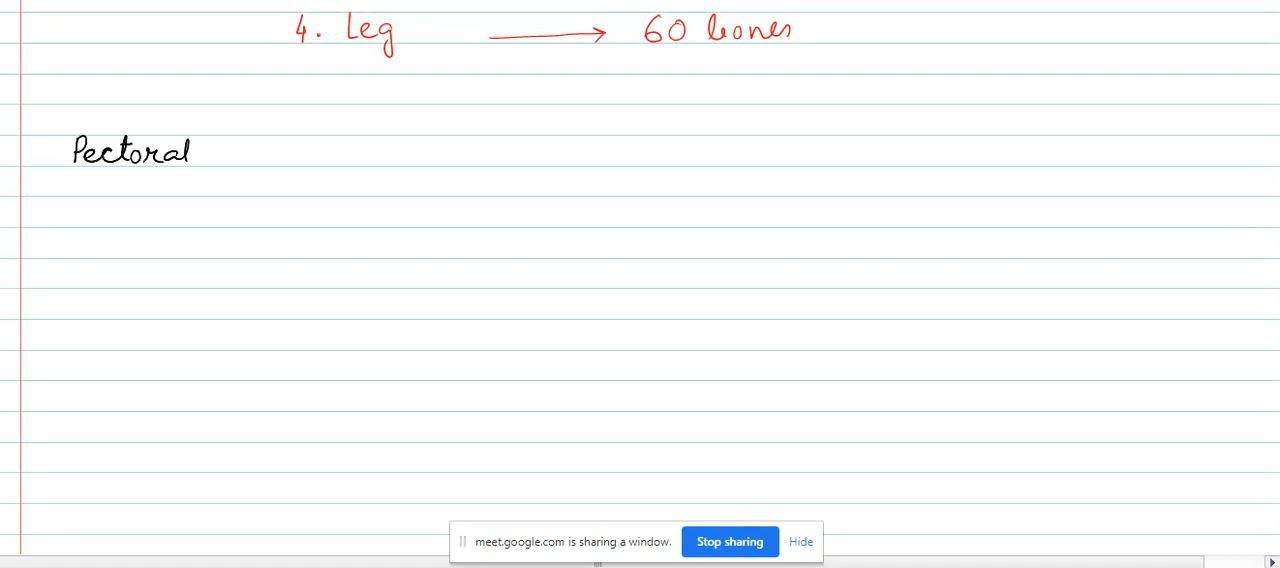 4. Leg → 60 bones
Pectoral
meet.google.com is sharing a window. Stop sharing Hide